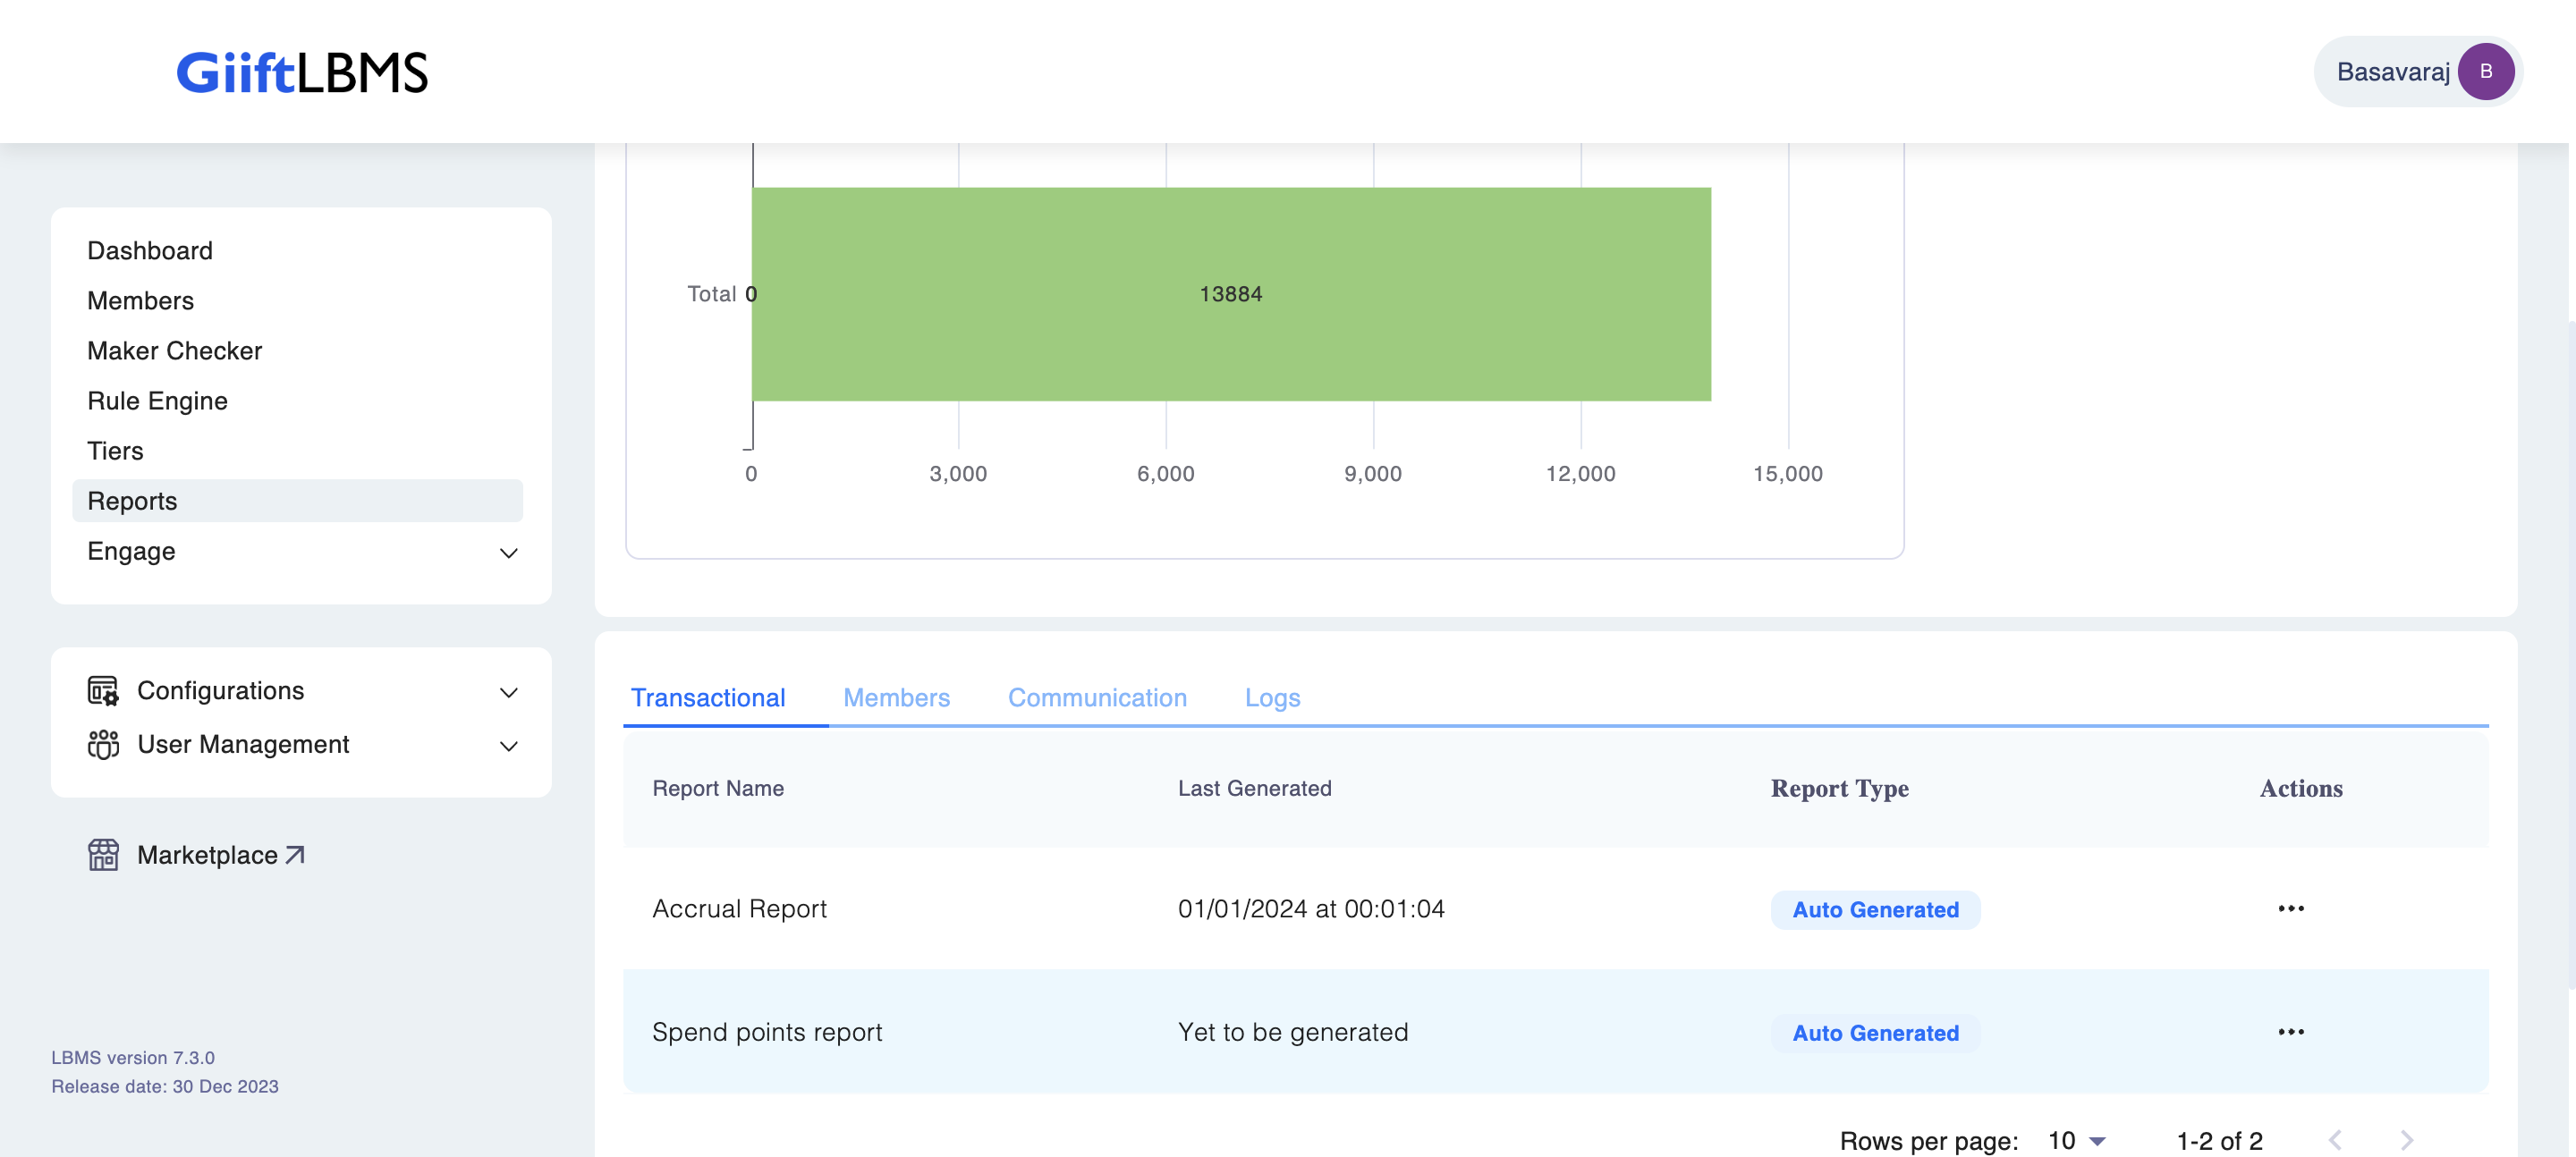 GiiftLBMS
Basavaraj B
Dashboard
Members
Maker Checker
Rule Engine
Tiers
Reports
Engage
Configurations
User Management
Marketplace
LBMS version 7.3.0
Release date: 30 Dec 2023
Total 0 13884
0 3,000 6,000 9,000 12,000 15,000
Transactional Members Communication Logs
Report Name Last Generated Report Type Actions
Accrual Report 01/01/2024 at 00:01:04 Auto Generated
Spend points report Yet to be generated Auto Generated
Rows per page: 10 1-2 of 2